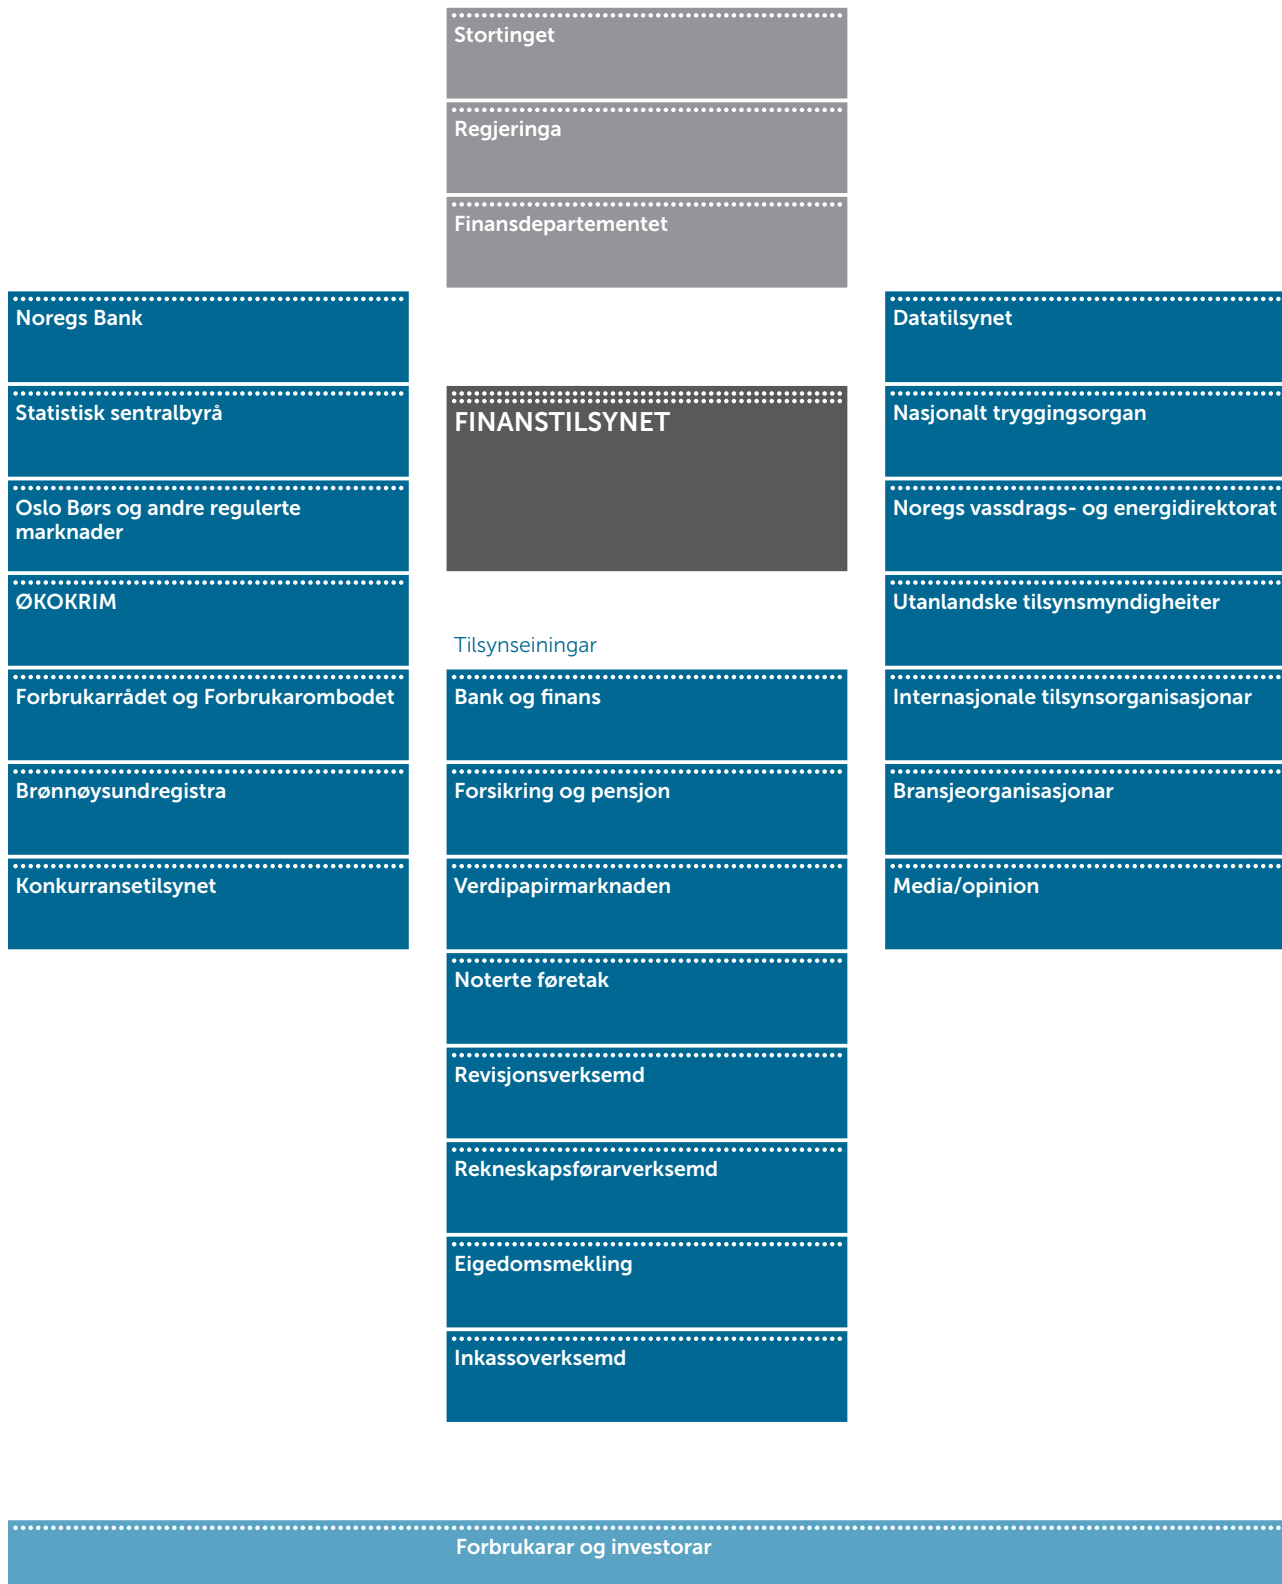 Stortinget
Regjeringa
Finansdepartementet
Noregs Bank
Statistisk sentralbyrå
Oslo Børs og andre regulerte
marknader
ØKOKRIM
Forbrukarrådet og Forbrukarombodet
Brønnøysundregistra
Konkurransetilsynet
FINANSTILSYNET
Tilsynseiningar
Bank og finans
Forsikring og pensjon
Verdipapirmarknaden
Noterte føretak
Revisjonsverksemd
Rekneskapsførarverksemd
Eigedomsmekling
Inkassoverksemd
Datatilsynet
Nasjonalt tryggingsorgan
Noregs vassdrags- og energidirektorat
Utanlandske tilsynsmyndigheiter
Internasjonale tilsynsorganisasjonar
Bransjeorganisasjonar
Media/opinion
Forbrukarar og investorar